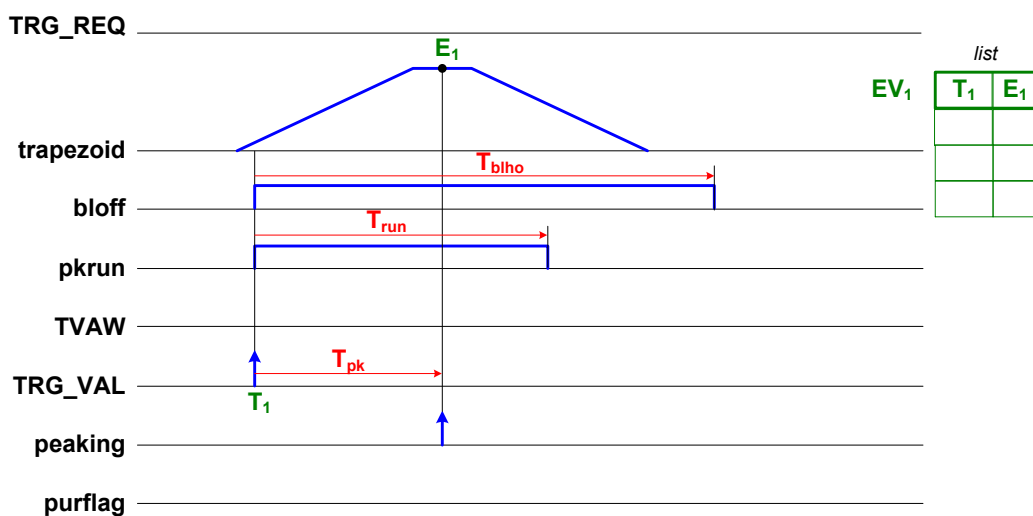 TRG_REQ
E1
list
EV1 T1 E1
trapezoid
Tblho
bloff
Trun
pkrun
TVAW
Tpk
TRG_VAL
T1
peaking
purflag